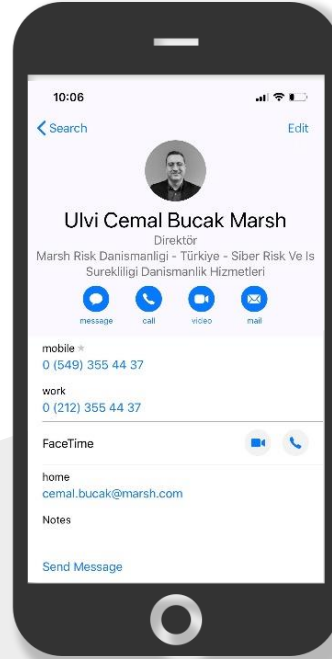 10:06
Search
Edit
Ulvi Cemal Bucak Marsh
Direktör
Marsh Risk Danismanligi - Türkiye - Siber Risk Ve Is
Surekliligi Danismanlik Hizmetleri
message call video mail
mobile
0 (549) 355 44 37
work
0 (212) 355 44 37
FaceTime
home
cemal.bucak@marsh.com
Notes
Send Message